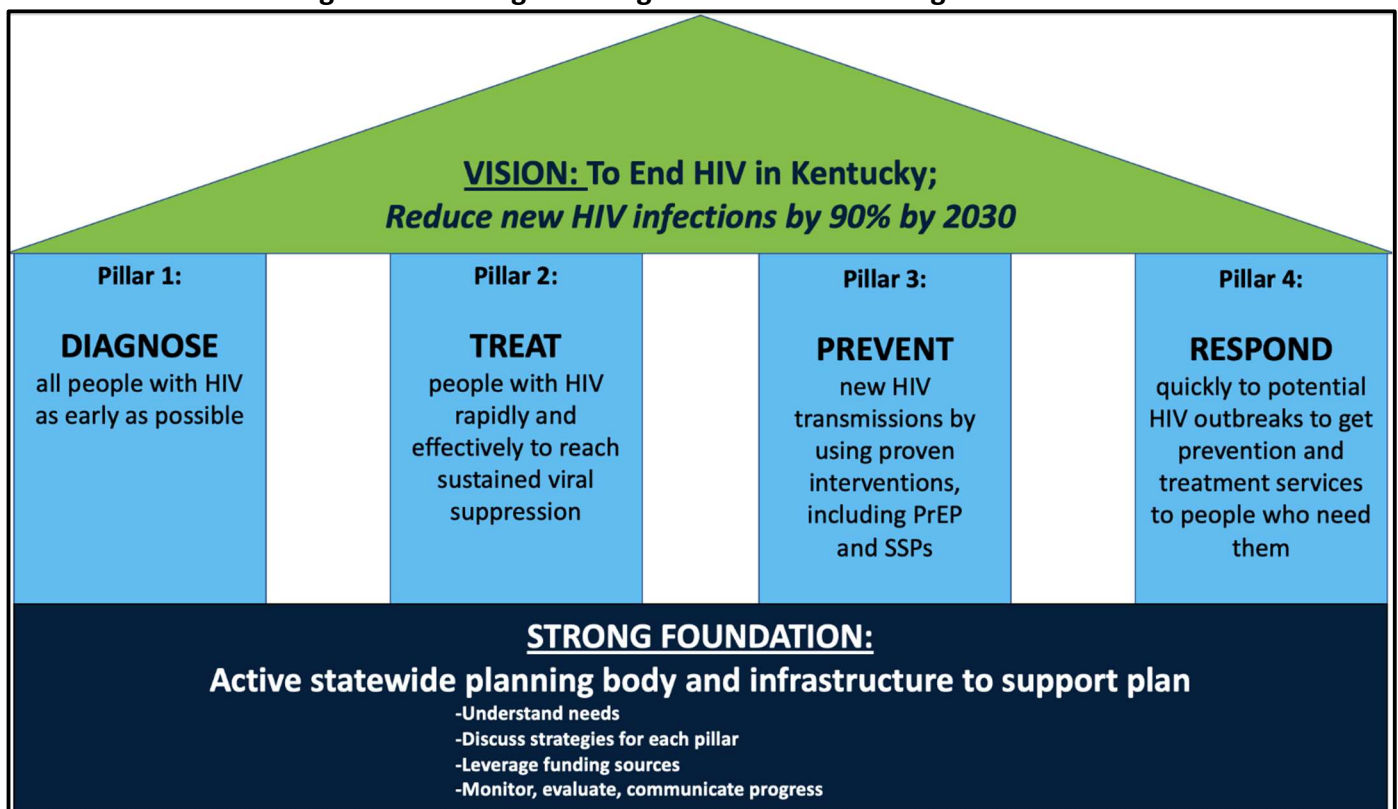 VISION: To End HIV in Kentucky;
Reduce new HIV infections by 90% by 2030
Pillar 1:
DIAGNOSE
all people with HIV
as early as possible
Pillar 2:
TREAT
people with HIV
rapidly and
effectively to reach
sustained viral
suppression
Pillar 3:
PREVENT
new HIV
transmissions by
using proven
interventions,
including PrEP
and SSPs
Pillar 4:
RESPOND
quickly to potential
HIV outbreaks to get
prevention and
treatment services
to people who need
them
STRONG FOUNDATION:
Active statewide planning body and infrastructure to support plan
-Understand needs
-Discuss strategies for each pillar
-Leverage funding sources
-Monitor, evaluate, communicate progress